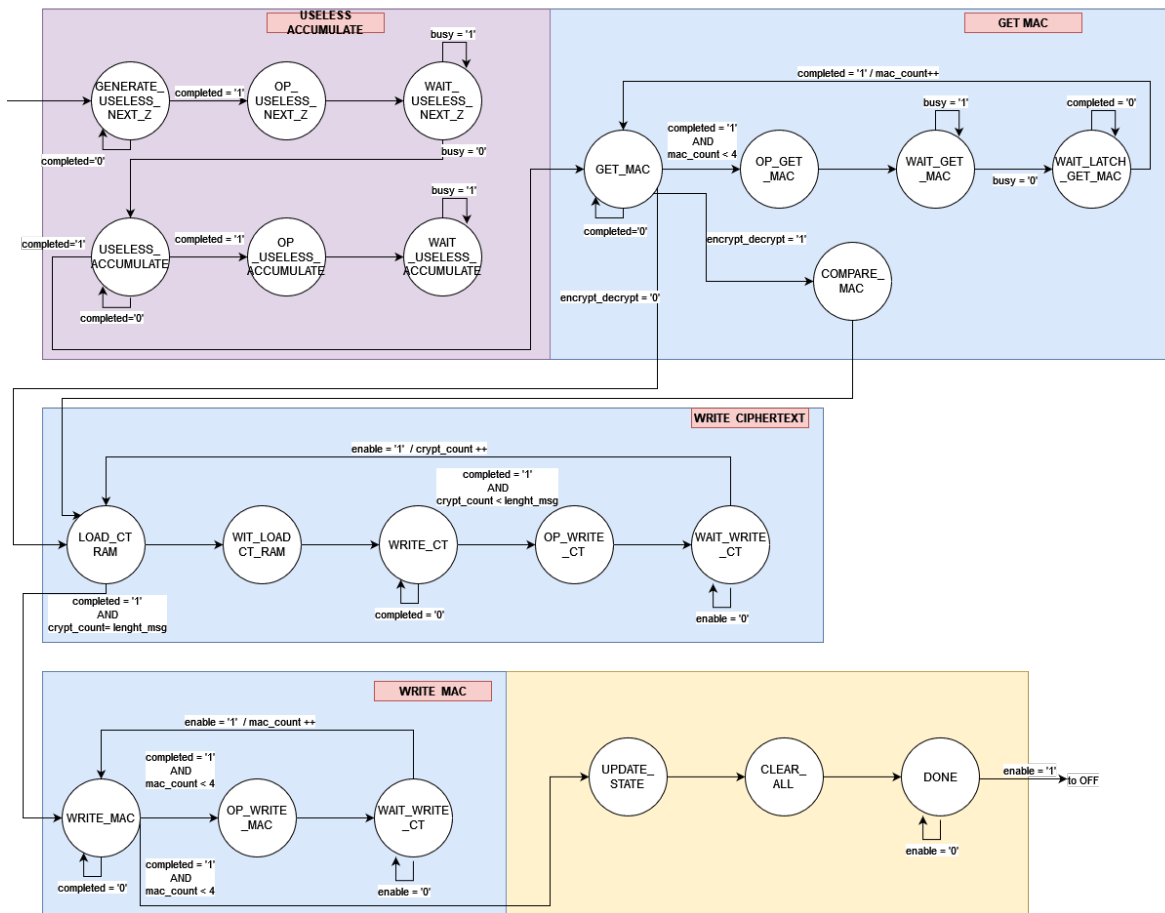 USELESS
ACCUMULATE
GET MAC
busy = '1'
GENERATE_
USELESS_
NEXT_Z
completed = '1'
OP_
USELESS_
NEXT_Z
WAIT_
USELESS_
NEXT_Z
completed='0'
busy = '0'
completed = '1' / mac_count++
completed = '1'
AND
mac_count < 4
busy = '1'
completed = '0'
GET_MAC
OP_GET
_MAC
WAIT_GET
_MAC
busy = '0'
WAIT_LATCH
_GET_MAC
completed='0'
busy = '1'
completed='1'
USELESS_
ACCUMULATE
completed = '1'
OP
_USELESS_
ACCUMULATE
WAIT
_USELESS_
ACCUMULATE
completed='0'
encrypt_decrypt = '1'
encrypt_decrypt = '0'
COMPARE_
MAC
WRITE CIPHERTEXT
enable = '1' / crypt_count ++
completed = '1'
AND
crypt_count < lenght_msg
LOAD_CT
RAM
WIT_LOAD
CT_RAM
WRITE_CT
OP_WRITE
_CT
WAIT_WRITE
_CT
completed = '1'
AND
crypt_count= lenght_msg
completed = '0'
enable = '0'
WRITE MAC
enable = '1' / mac_count ++
completed = '1'
AND
mac_count < 4
WRITE_MAC
OP_WRITE
_MAC
WAIT_WRITE
_CT
completed = '0'
completed = '1'
AND
mac_count < 4
enable = '0'
UPDATE_
STATE
CLEAR_
ALL
DONE
enable = '1'
to OFF
enable = '0'